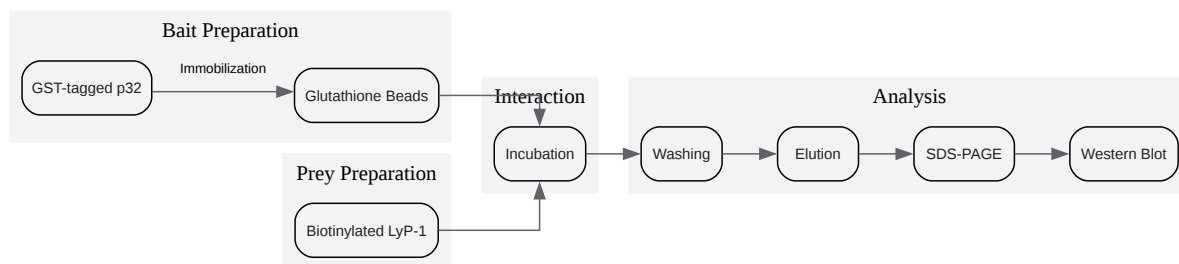 Bait Preparation
GST-tagged p32
Immobilization
Glutathione Beads
Prey Preparation
Biotinylated LyP-1
Interaction
Incubation
Analysis
Washing
Elution
SDS-PAGE
Western Blot